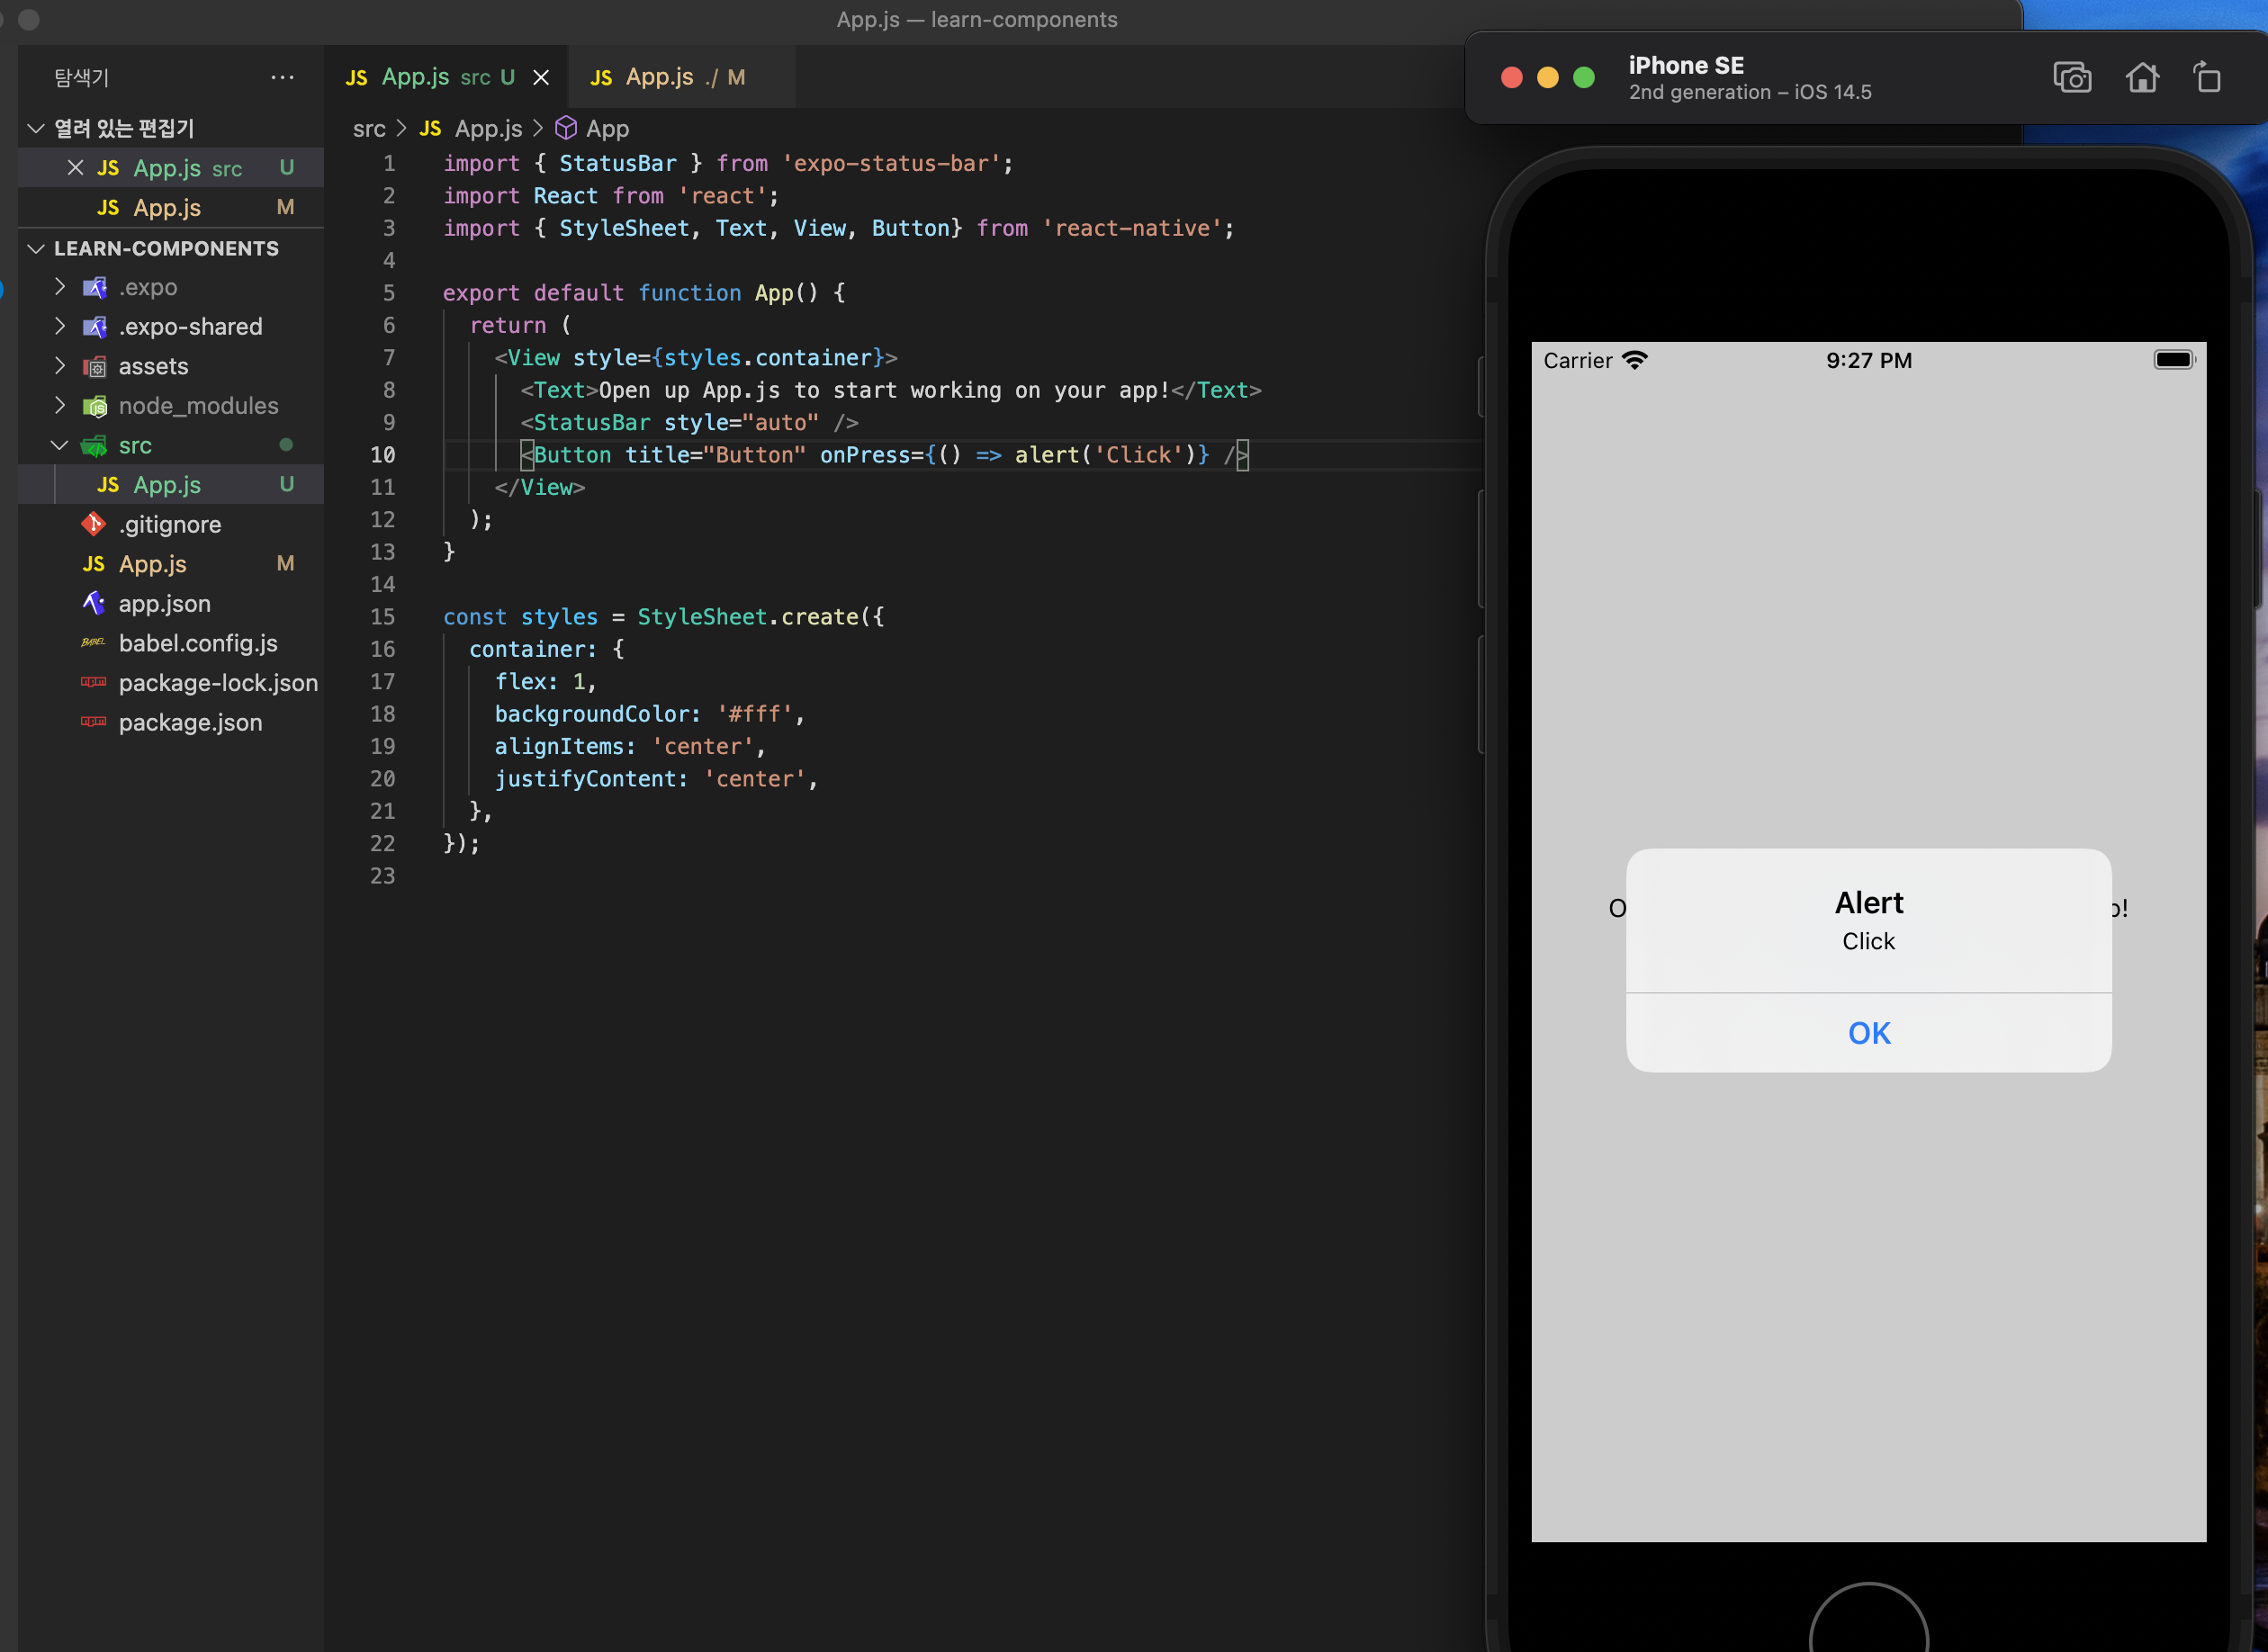 App.js — learn-components
탐색기
열려 있는 편집기
JS App.js src U
JS App.js M
LEARN-COMPONENTS
.expo
.expo-shared
assets
node_modules
src
JS App.js U
.gitignore
JS App.js M
app.json
BABEL babel.config.js
package-lock.json
package.json
JS App.js src U
JS App.js ./ M
src > JS App.js > App
1 import { StatusBar } from 'expo-status-bar';
2 import React from 'react';
3 import { StyleSheet, Text, View, Button} from 'react-native';
4
5 export default function App() {
6 return (
7 <View style={styles.container}>
8 <Text>Open up App.js to start working on your app!</Text>
9 <StatusBar style="auto" />
10 <Button title="Button" onPress={() => alert('Click')} />
11 </View>
12 );
13 }
14
15 const styles = StyleSheet.create({
16 container: {
17 flex: 1,
18 backgroundColor: '#fff',
19 alignItems: 'center',
20 justifyContent: 'center',
21 },
22 });
23
iPhone SE
2nd generation – iOS 14.5
Carrier 9:27 PM
Alert
Click
OK